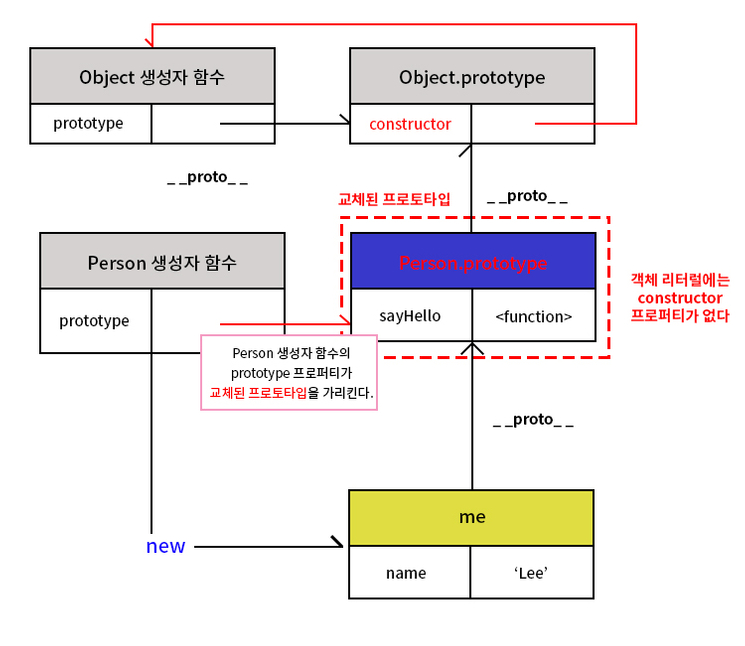 Object 생성자 함수
Object.prototype
prototype
constructor
_ _proto_ _
교체된 프로토타입
_ _proto_ _
Person 생성자 함수
Person.prototype
객체 리터럴에는
constructor
프로퍼티가 없다
prototype
sayHello
<function>
Person 생성자 함수의
prototype 프로퍼티가
교체된 프로토타입을 가리킨다.
_ _proto_ _
me
new
name
‘Lee’